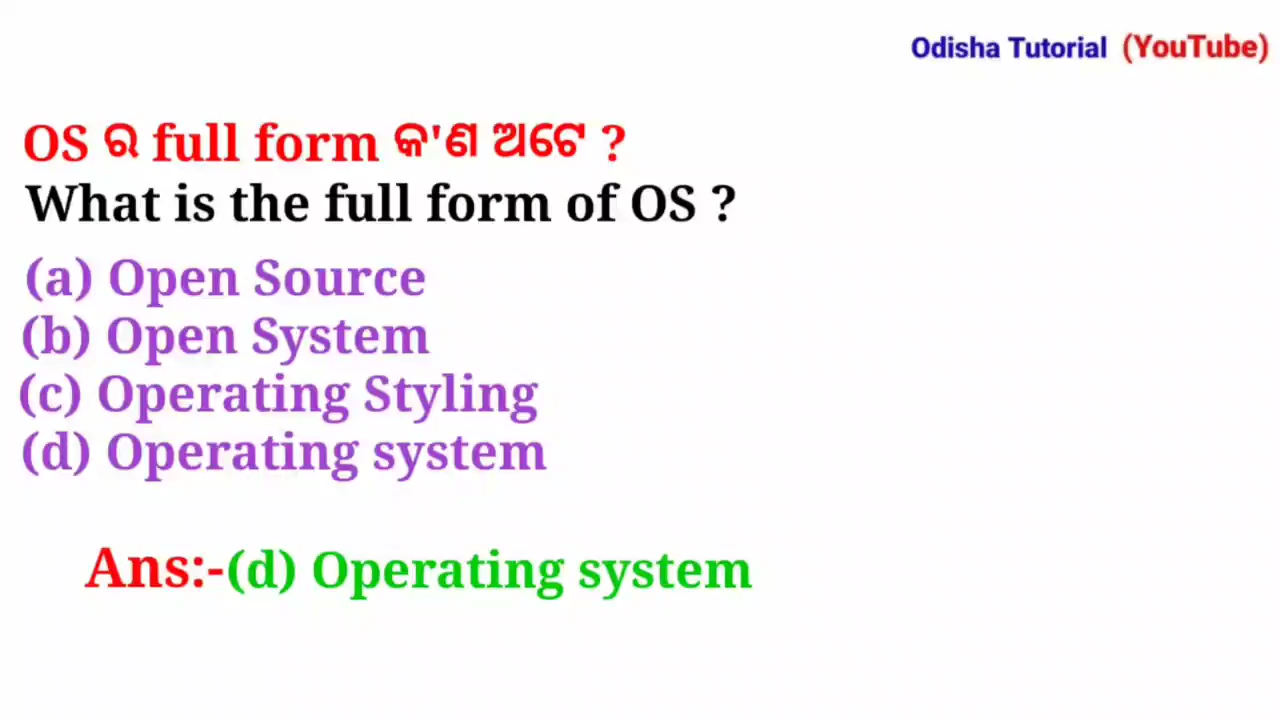 Odisha Tutorial (YouTube)
OS ର full form କ'ଣ ଅଟେ ?
What is the full form of OS ?
(a) Open Source
(b) Open System
(c) Operating Styling
(d) Operating system
Ans:-(d) Operating system